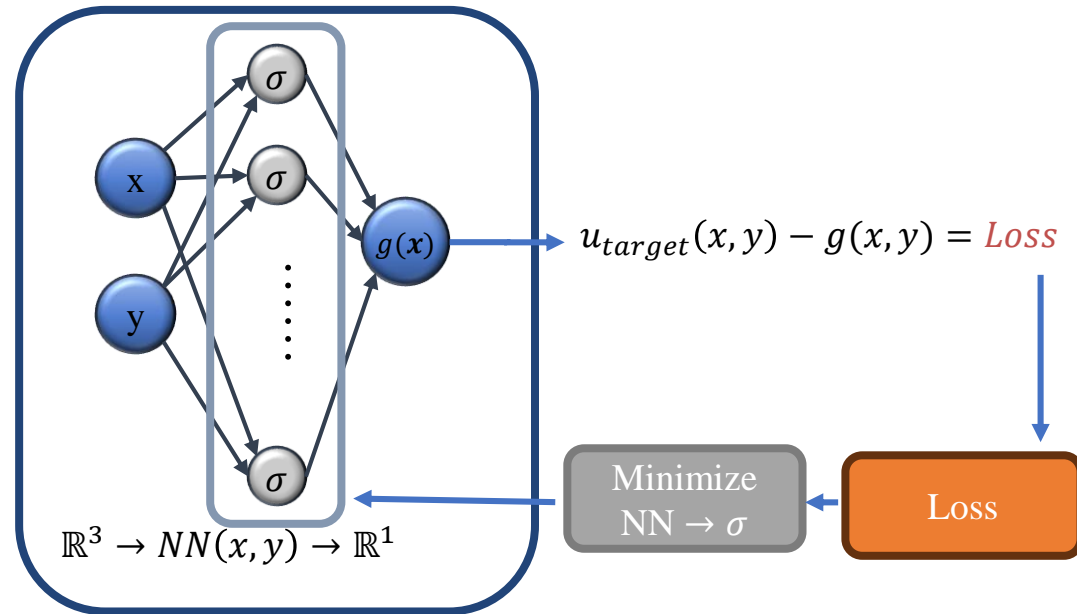 σ
x
σ
g(𝒙)
u_target(x, y) − g(x, y) = Loss
y
σ
Minimize
NN → σ
Loss
ℝ³ → NN(x, y) → ℝ¹